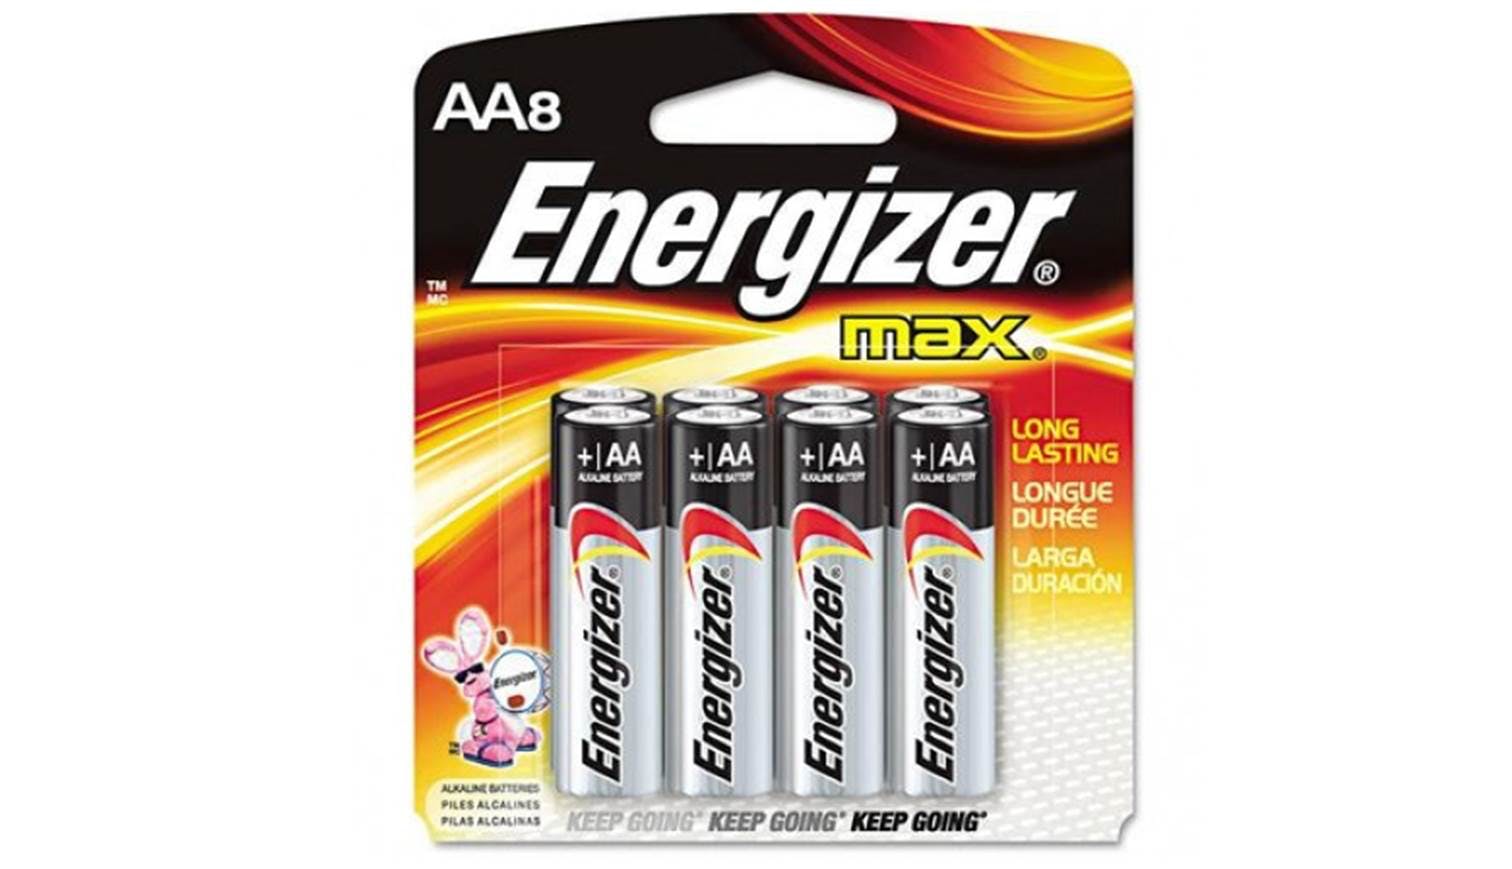 AA8
Energizer®
TM
MC
max®
+|AA
ALKALINE BATTERY
+|AA
ALKALINE BATTERY
+|AA
ALKALINE BATTERY
+|AA
ALKALINE BATTERY
LONG
LASTING
LONGUE
DURÉE
LARGA
DURACIÓN
Energizer®
Energizer®
Energizer®
Energizer®
Energizer
TM
MC
ALKALINE BATTERIES
PILES ALCALINES
PILAS ALCALINAS
KEEP GOING® KEEP GOING® KEEP GOING®